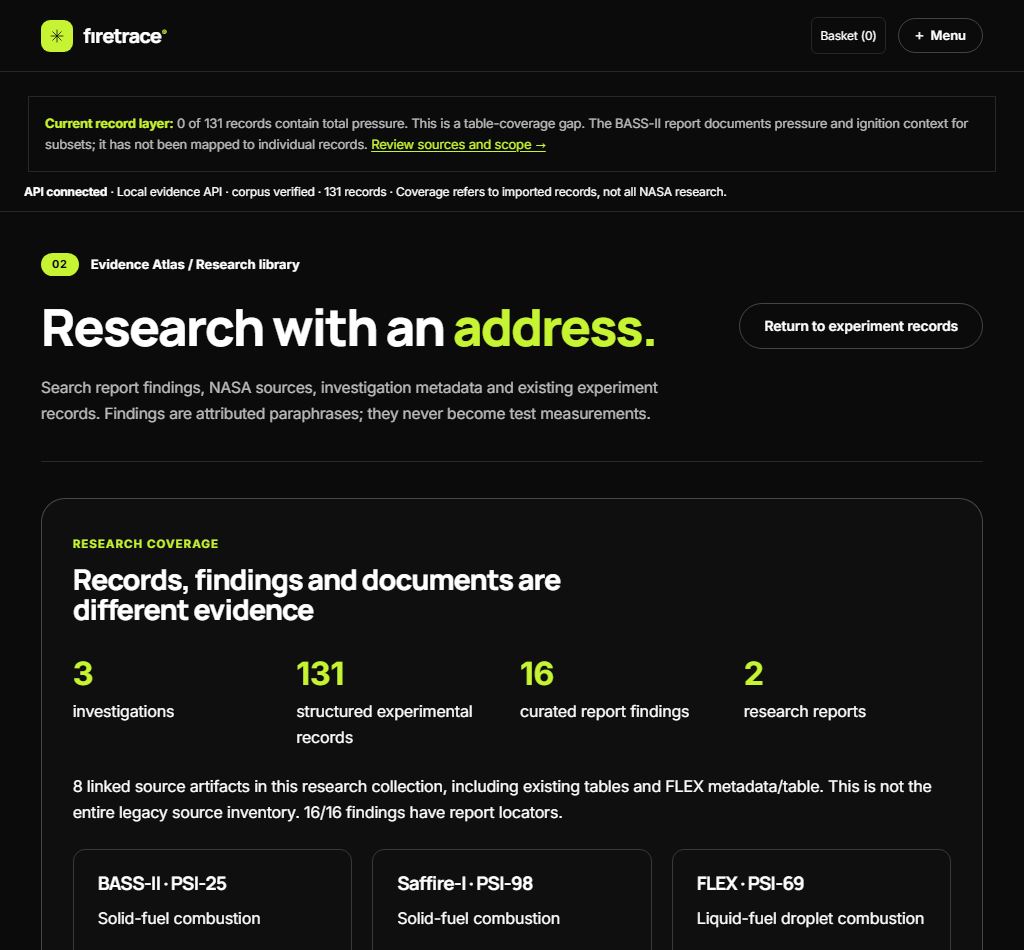 firetrace
Basket (0)
+ Menu
Current record layer: 0 of 131 records contain total pressure. This is a table-coverage gap. The BASS-II report documents pressure and ignition context for
subsets; it has not been mapped to individual records. Review sources and scope →
API connected · Local evidence API · corpus verified · 131 records · Coverage refers to imported records, not all NASA research.
02 Evidence Atlas / Research library
Research with an address.
Return to experiment records
Search report findings, NASA sources, investigation metadata and existing experiment
records. Findings are attributed paraphrases; they never become test measurements.
RESEARCH COVERAGE
Records, findings and documents are
different evidence
3
investigations
131
structured experimental
records
16
curated report findings
2
research reports
8 linked source artifacts in this research collection, including existing tables and FLEX metadata/table. This is not the
entire legacy source inventory. 16/16 findings have report locators.
BASS-II · PSI-25
Solid-fuel combustion
Saffire-I · PSI-98
Solid-fuel combustion
FLEX · PSI-69
Liquid-fuel droplet combustion